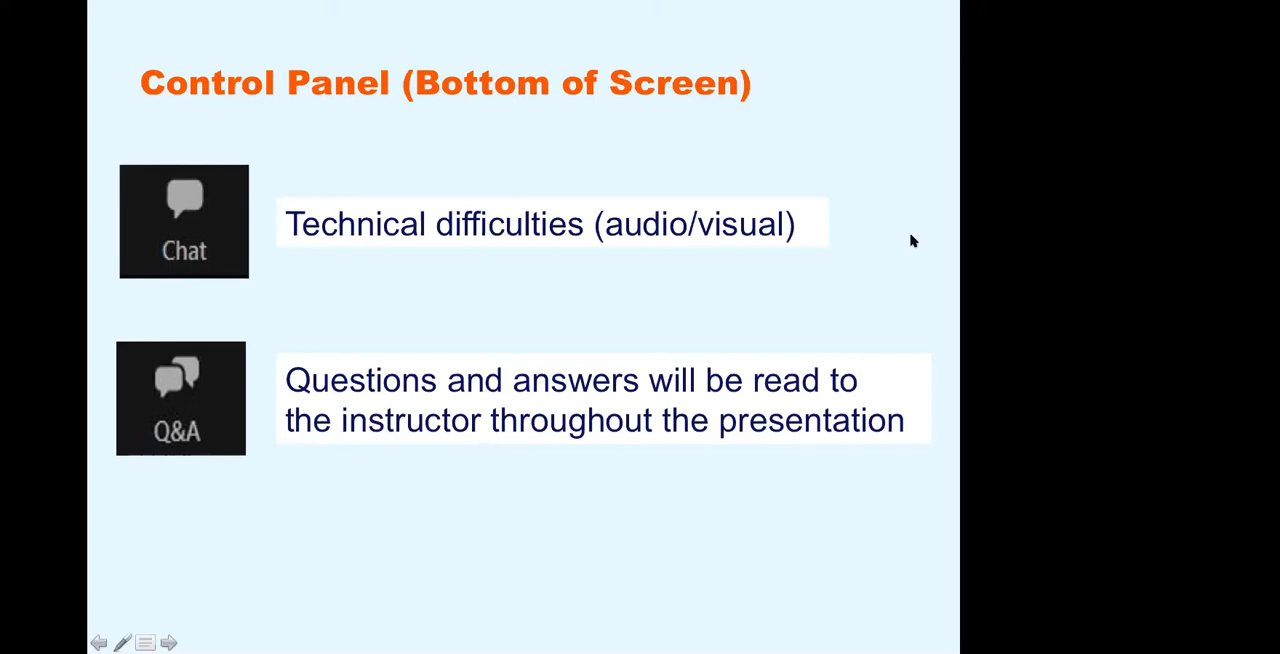 Control Panel (Bottom of Screen)
Chat
Technical difficulties (audio/visual)
Q&A
Questions and answers will be read to
the instructor throughout the presentation